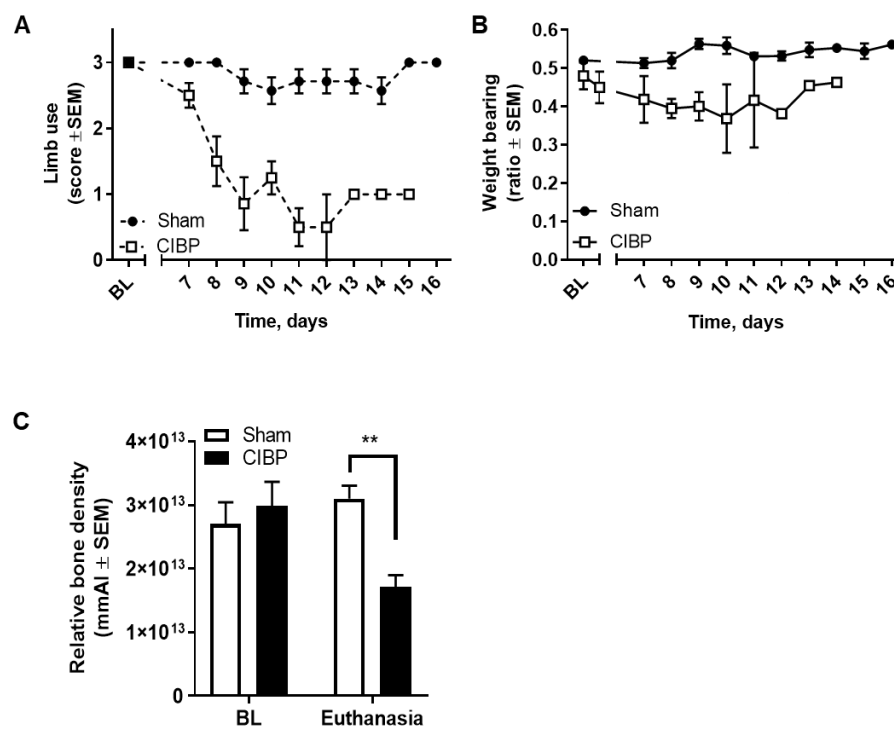 A
Limb use
(score ± SEM)
3
2
1
0
Sham
CIBP
BL
7
8
9
10
11
12
13
14
15
16
Time, days
B
Weight bearing
(ratio ± SEM)
0.6
0.5
0.4
0.3
0.2
0.1
0.0
Sham
CIBP
BL
7
8
9
10
11
12
13
14
15
16
Time, days
C
Relative bone density
(mmAl ± SEM)
4×10¹³
3×10¹³
2×10¹³
1×10¹³
0
Sham
CIBP
**
BL
Euthanasia